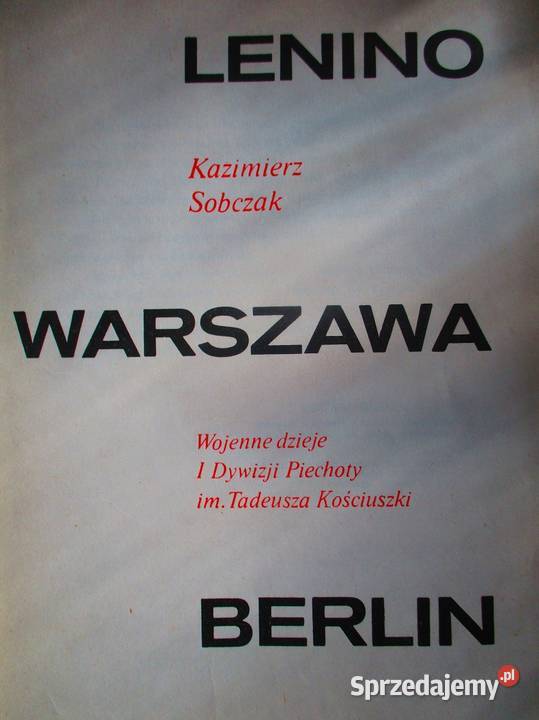 LENINO
Kazimierz
Sobczak
WARSZAWA
Wojenne dzieje
I Dywizji Piechoty
im. Tadeusza Kościuszki
BERLIN
Sprzedajemy.pl